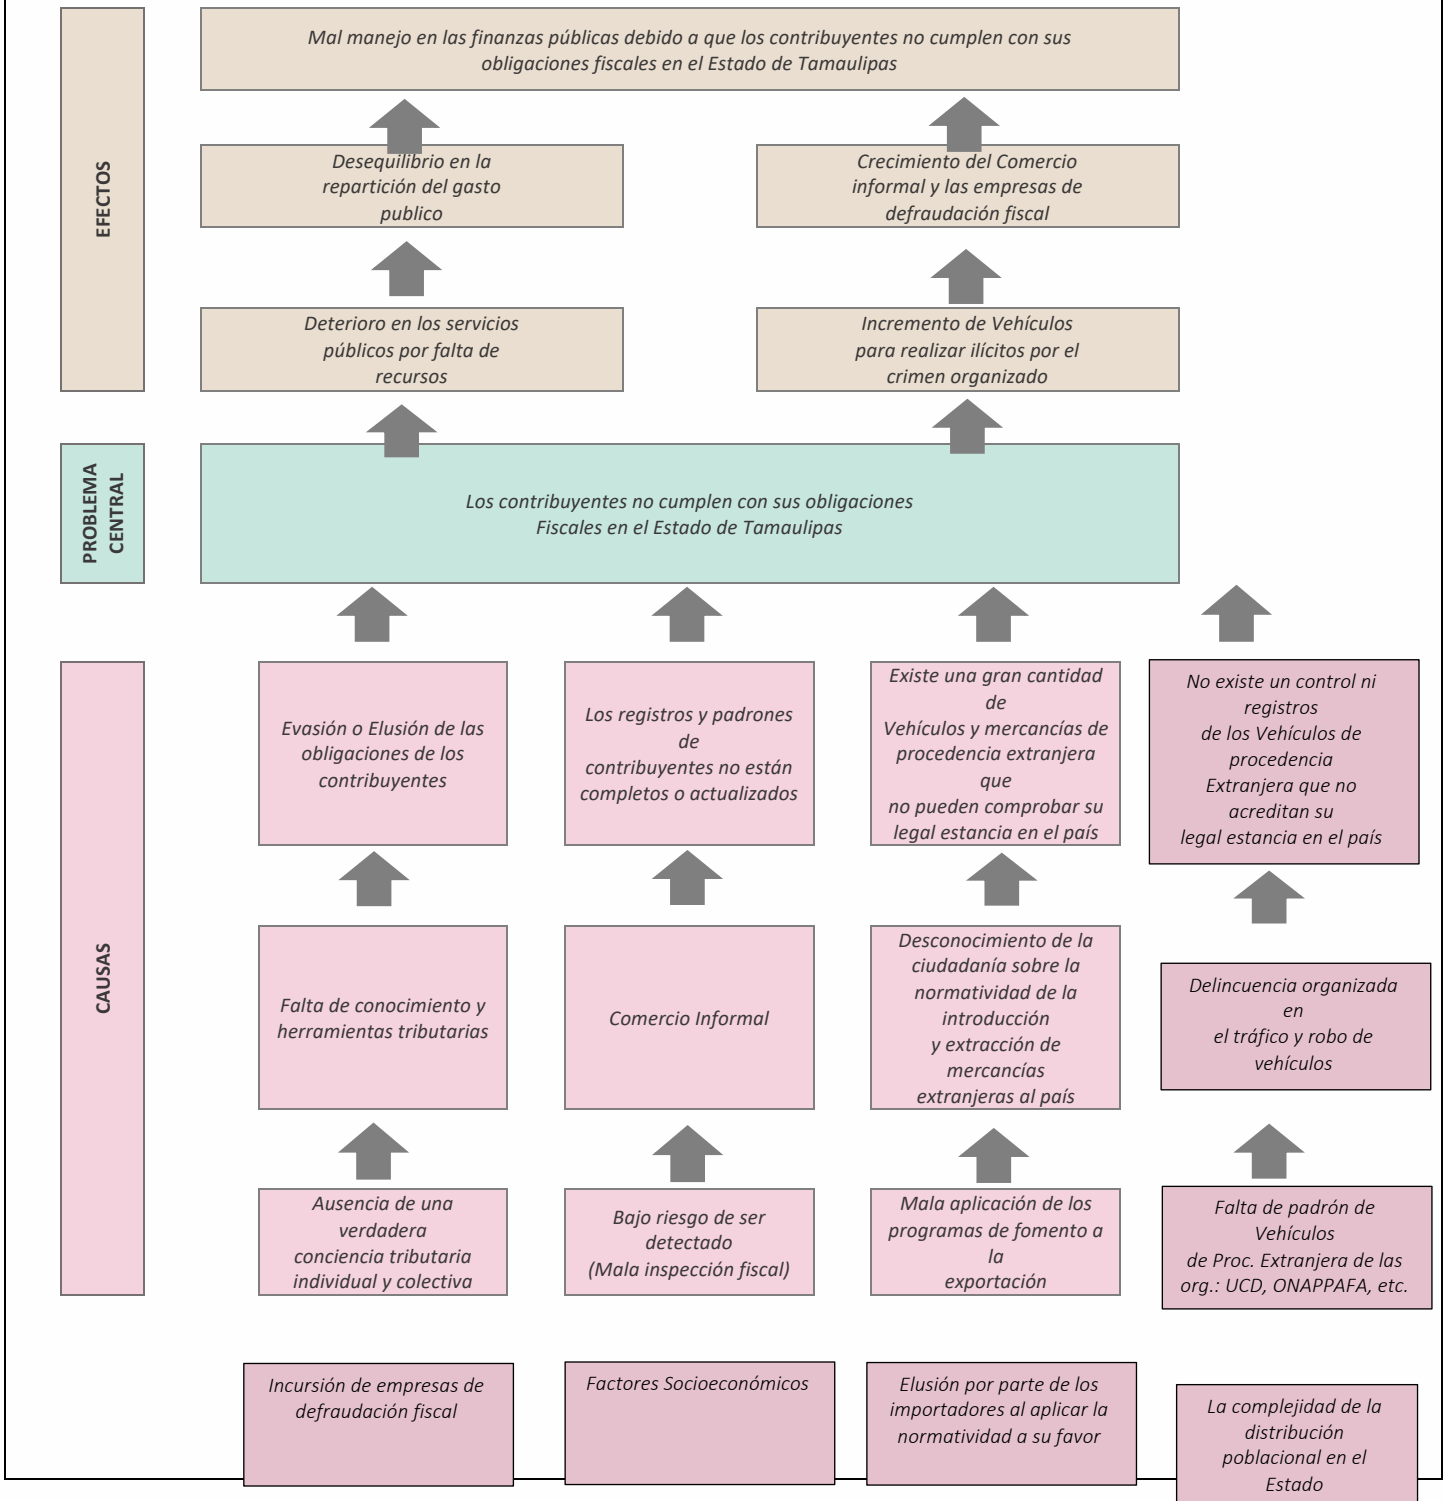 EFECTOS
Mal manejo en las finanzas públicas debido a que los contribuyentes no cumplen con sus
obligaciones fiscales en el Estado de Tamaulipas
Desequilibrio en la
repartición del gasto
publico
Crecimiento del Comercio
informal y las empresas de
defraudación fiscal
Deterioro en los servicios
públicos por falta de
recursos
Incremento de Vehículos
para realizar ilícitos por el
crimen organizado
PROBLEMA
CENTRAL
Los contribuyentes no cumplen con sus obligaciones
Fiscales en el Estado de Tamaulipas
CAUSAS
Evasión o Elusión de las
obligaciones de los
contribuyentes
Los registros y padrones
de
contribuyentes no están
completos o actualizados
Existe una gran cantidad
de
Vehículos y mercancías de
procedencia extranjera
que
no pueden comprobar su
legal estancia en el país
No existe un control ni
registros
de los Vehículos de
procedencia
Extranjera que no
acreditan su
legal estancia en el país
Falta de conocimiento y
herramientas tributarias
Comercio Informal
Desconocimiento de la
ciudadanía sobre la
normatividad de la
introducción
y extracción de
mercancías
extranjeras al país
Delincuencia organizada
en
el tráfico y robo de
vehículos
Ausencia de una
verdadera
conciencia tributaria
individual y colectiva
Bajo riesgo de ser
detectado
(Mala inspección fiscal)
Mala aplicación de los
programas de fomento a
la
exportación
Falta de padrón de
Vehículos
de Proc. Extranjera de las
org.: UCD, ONAPPAFA, etc.
Incursión de empresas de
defraudación fiscal
Factores Socioeconómicos
Elusión por parte de los
importadores al aplicar la
normatividad a su favor
La complejidad de la
distribución
poblacional en el
Estado